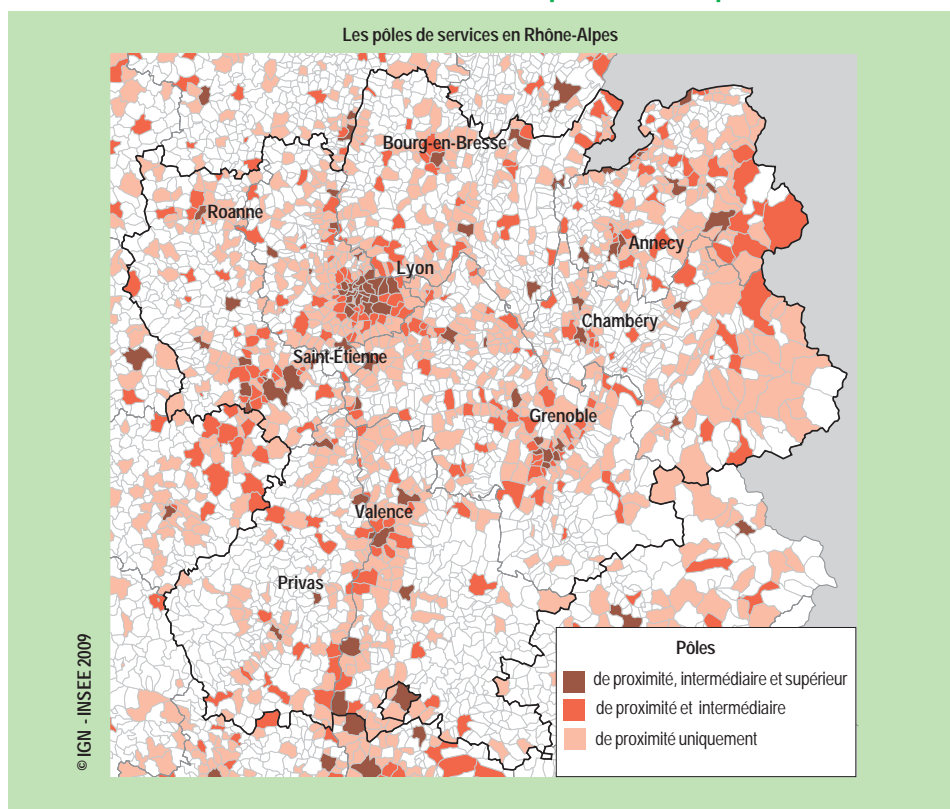 Les pôles de services en Rhône-Alpes
Bourg-en-Bresse
Roanne
Annecy
Lyon
Chambéry
Saint-Étienne
Grenoble
Valence
Privas
Pôles
de proximité, intermédiaire et supérieur
de proximité et intermédiaire
de proximité uniquement
© IGN - INSEE 2009